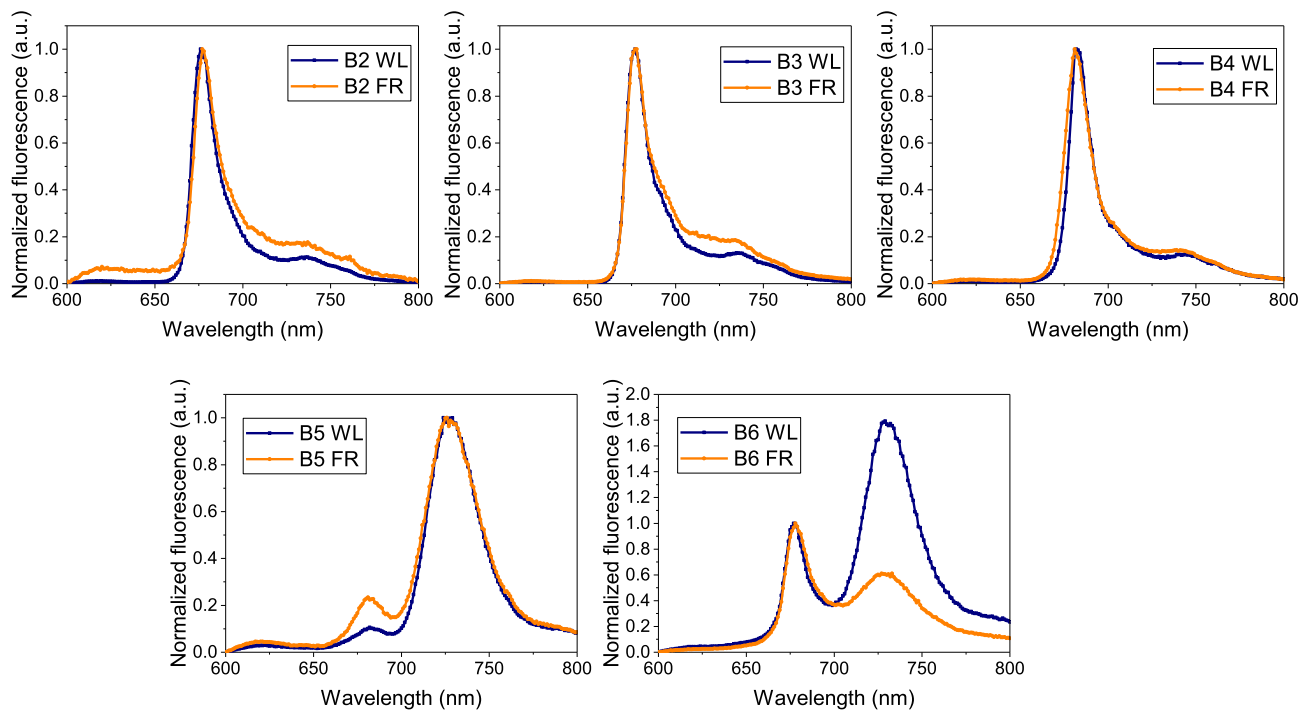 Normalized fluorescence (a.u.)
1.0
0.8
0.6
0.4
0.2
0.0
600 650 700 750 800
Wavelength (nm)
B2 WL
B2 FR
Normalized fluorescence (a.u.)
1.0
0.8
0.6
0.4
0.2
0.0
600 650 700 750 800
Wavelength (nm)
B3 WL
B3 FR
Normalized fluorescence (a.u.)
1.0
0.8
0.6
0.4
0.2
0.0
600 650 700 750 800
Wavelength (nm)
B4 WL
B4 FR
Normalized fluorescence (a.u.)
1.0
0.8
0.6
0.4
0.2
0.0
600 650 700 750 800
Wavelength (nm)
B5 WL
B5 FR
Normalized fluorescence (a.u.)
2.0
1.8
1.6
1.4
1.2
1.0
0.8
0.6
0.4
0.2
0.0
600 650 700 750 800
Wavelength (nm)
B6 WL
B6 FR